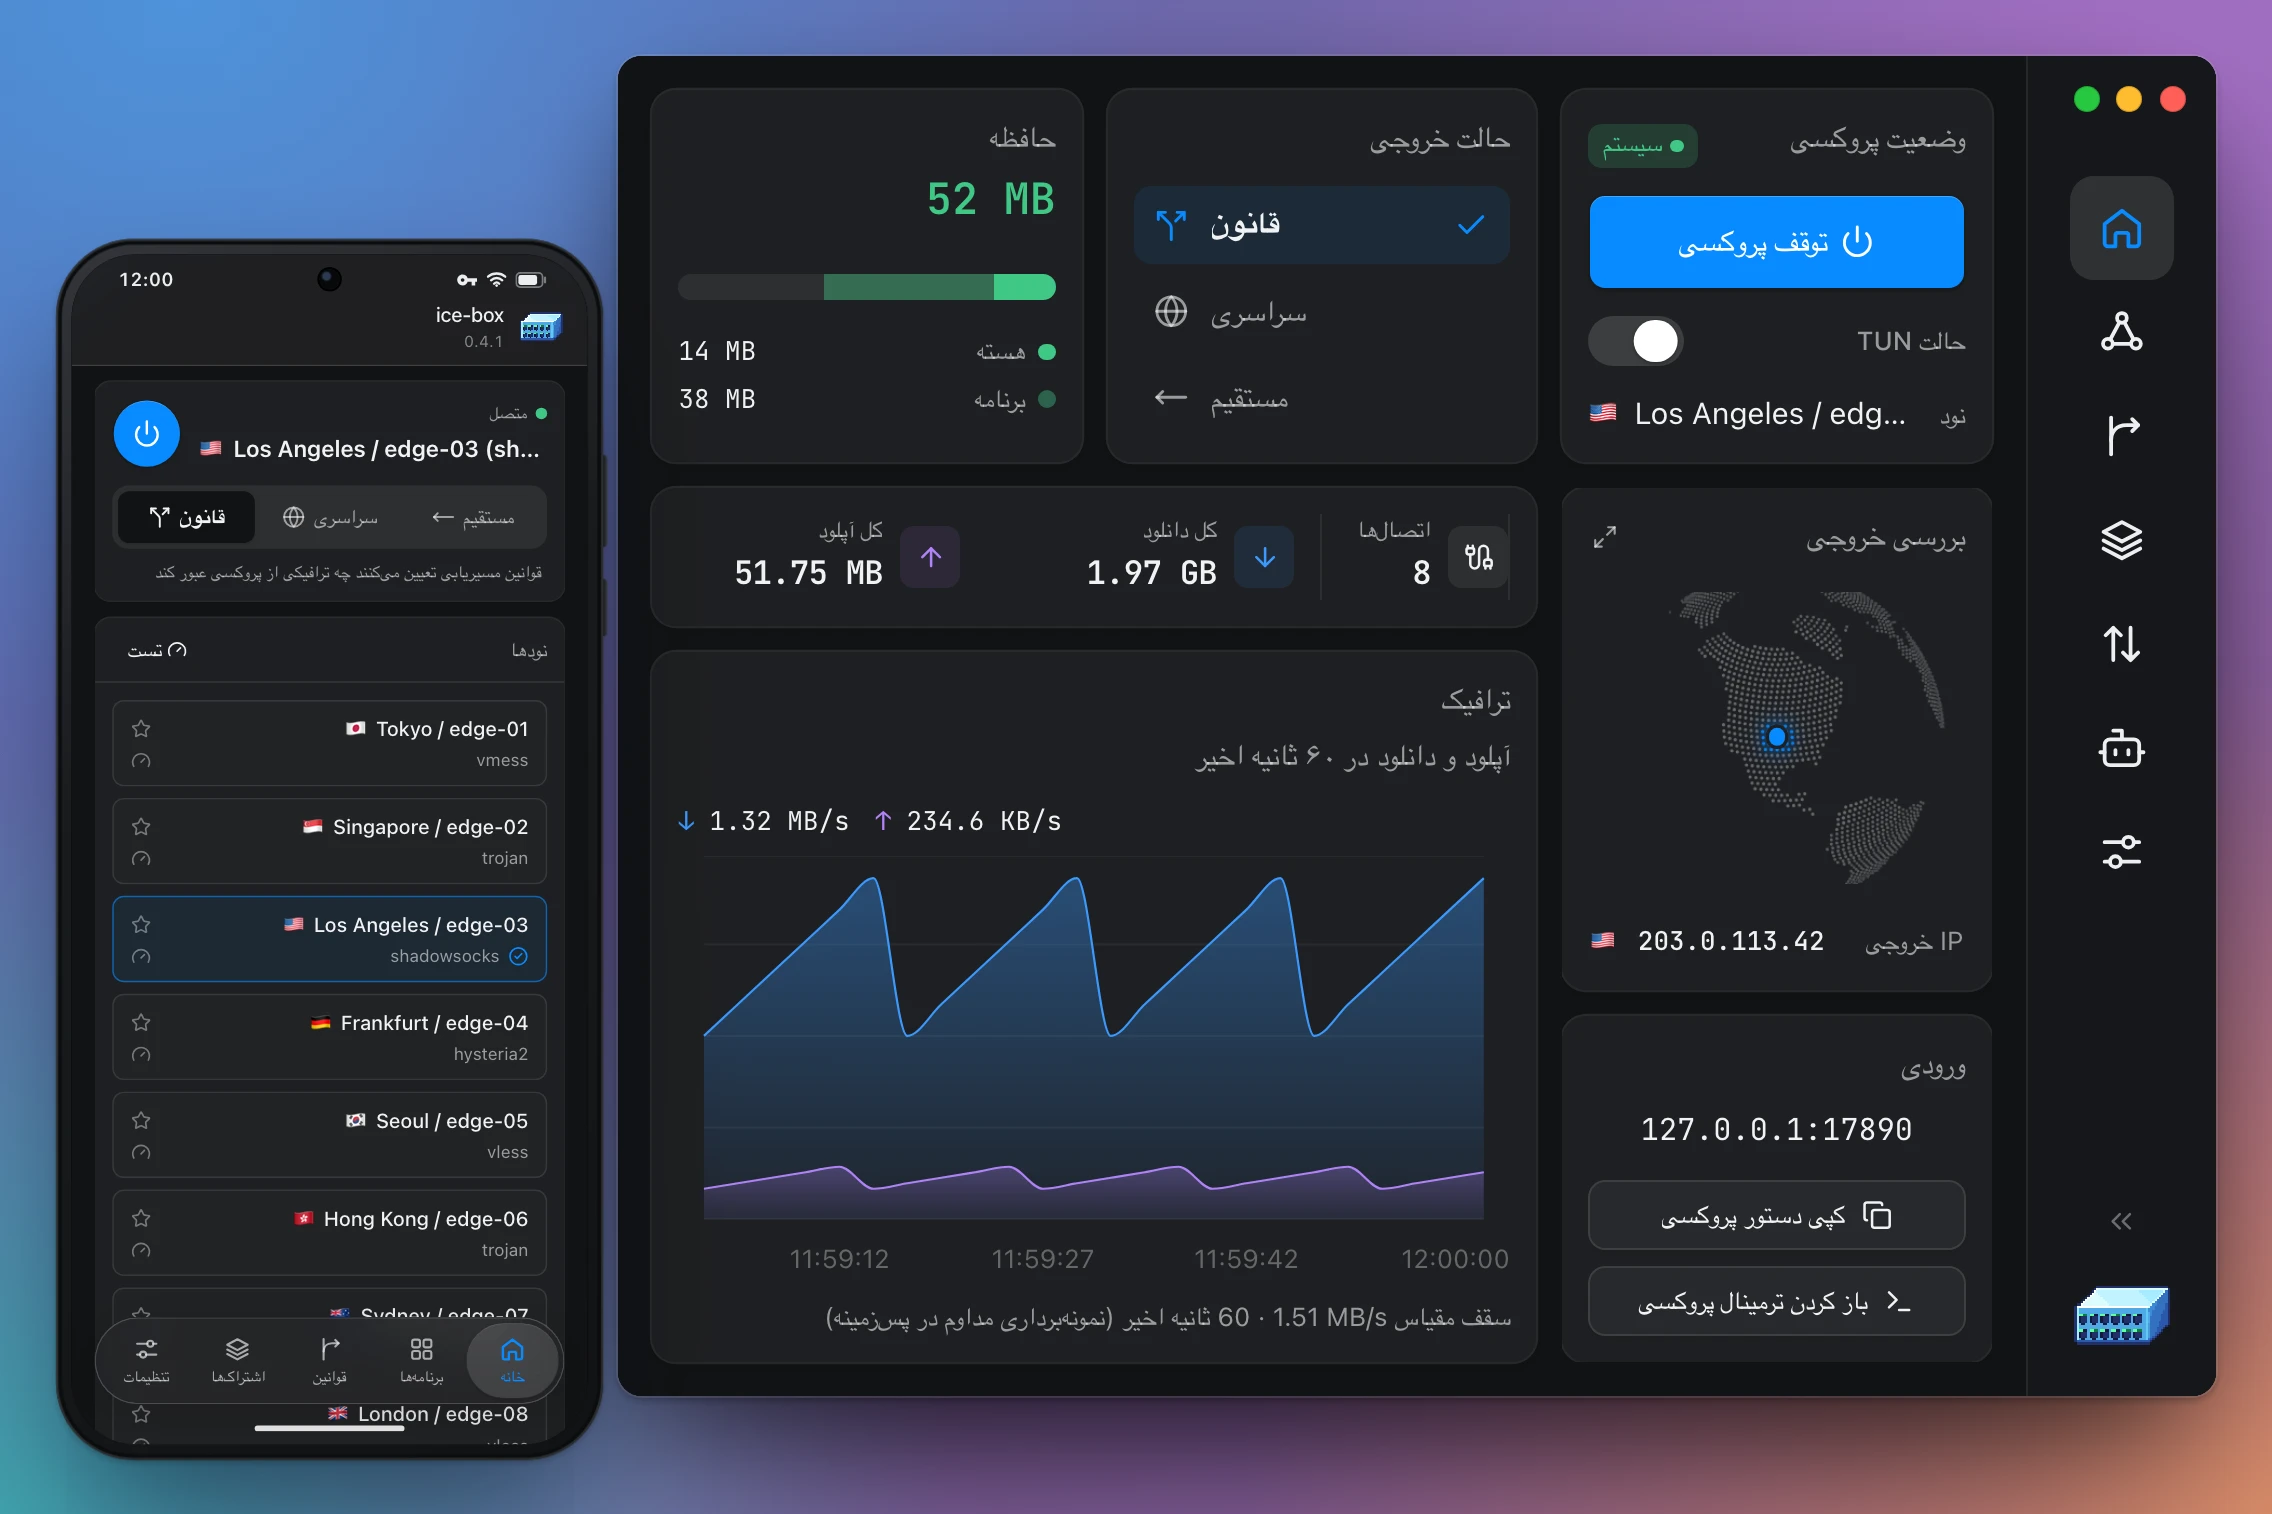 12:00
ice-box
0.4.1
متصل
Los Angeles / edge-03 (sh...
قانون
سراسری
مستقیم
قوانین مسیریابی تعیین می‌کنند چه ترافیکی از پروکسی عبور کند
نودها
تست
Tokyo / edge-01
vmess
Singapore / edge-02
trojan
Los Angeles / edge-03
shadowsocks
Frankfurt / edge-04
hysteria2
Seoul / edge-05
vless
Hong Kong / edge-06
trojan
Sydney / edge-07
خانه
برنامه‌ها
قوانین
اشتراک‌ها
تنظیمات
London / edge-08
vless
وضعیت پروکسی
سیستم
توقف پروکسی
حالت TUN
نود
Los Angeles / edg...
حالت خروجی
قانون
سراسری
مستقیم
حافظه
52 MB
هسته
14 MB
برنامه
38 MB
اتصال‌ها
8
کل دانلود
1.97 GB
کل آپلود
51.75 MB
بررسی خروجی
IP خروجی
203.0.113.42
ترافیک
آپلود و دانلود در ۶۰ ثانیه اخیر
1.32 MB/s
234.6 KB/s
11:59:12
11:59:27
11:59:42
12:00:00
سقف مقیاس 1.51 MB/s · 60 ثانیه اخیر (نمونه‌برداری مداوم در پس‌زمینه)
ورودی
127.0.0.1:17890
کپی دستور پروکسی
باز کردن ترمینال پروکسی